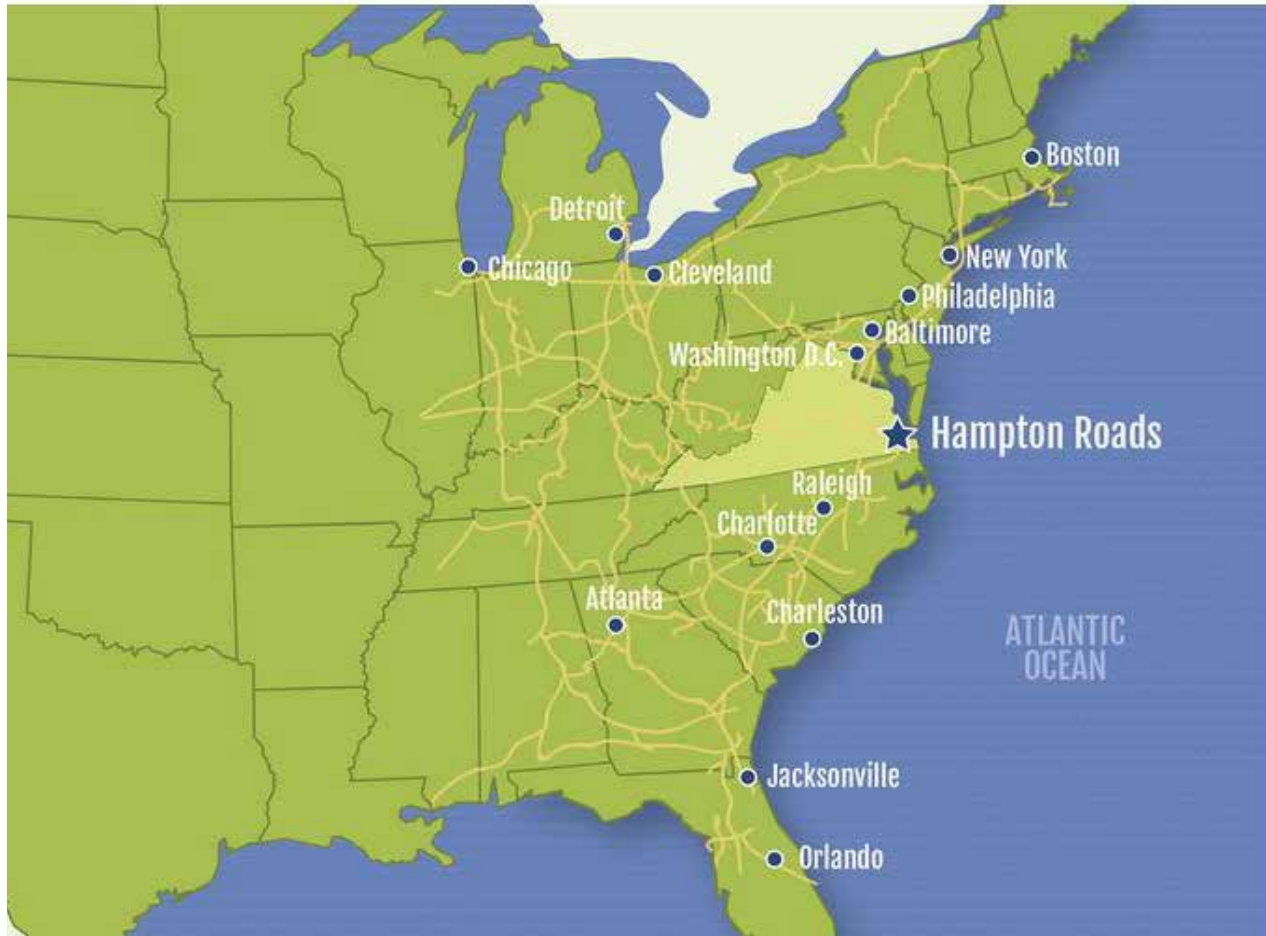 Boston
Detroit
New York
Chicago
Cleveland
Philadelphia
Baltimore
Washington D.C.
Hampton Roads
Raleigh
Charlotte
Atlanta
Charleston
ATLANTIC
OCEAN
Jacksonville
Orlando